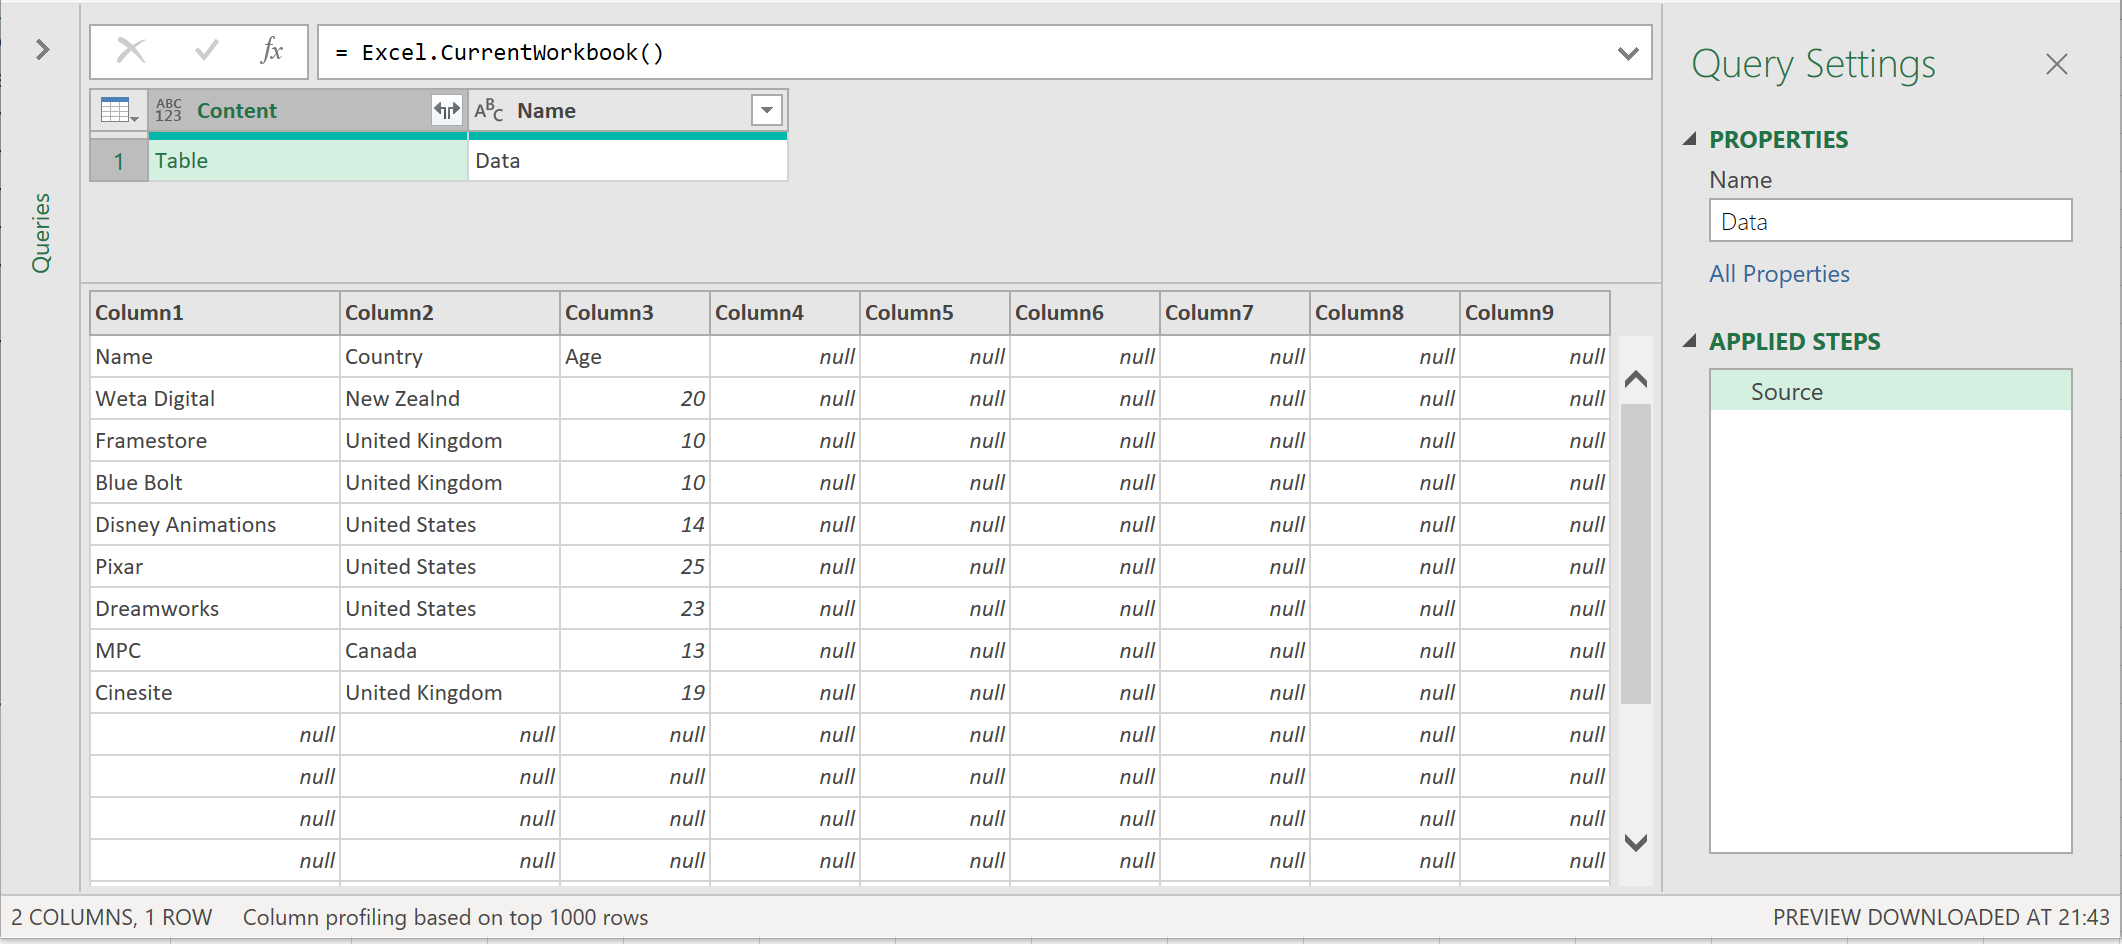 = Excel.CurrentWorkbook()
fx
Queries
ABC 123 Content ABC Name
1 Table Data
Column1 Column2 Column3 Column4 Column5 Column6 Column7 Column8 Column9
Name Country Age null null null null null null
Weta Digital New Zealnd 20 null null null null null null
Framestore United Kingdom 10 null null null null null null
Blue Bolt United Kingdom 10 null null null null null null
Disney Animations United States 14 null null null null null null
Pixar United States 25 null null null null null null
Dreamworks United States 23 null null null null null null
MPC Canada 13 null null null null null null
Cinesite United Kingdom 19 null null null null null null
null null null null null null null null null
null null null null null null null null null
null null null null null null null null null
null null null null null null null null null
Query Settings
PROPERTIES
Name
Data
All Properties
APPLIED STEPS
Source
2 COLUMNS, 1 ROW Column profiling based on top 1000 rows
PREVIEW DOWNLOADED AT 21:43